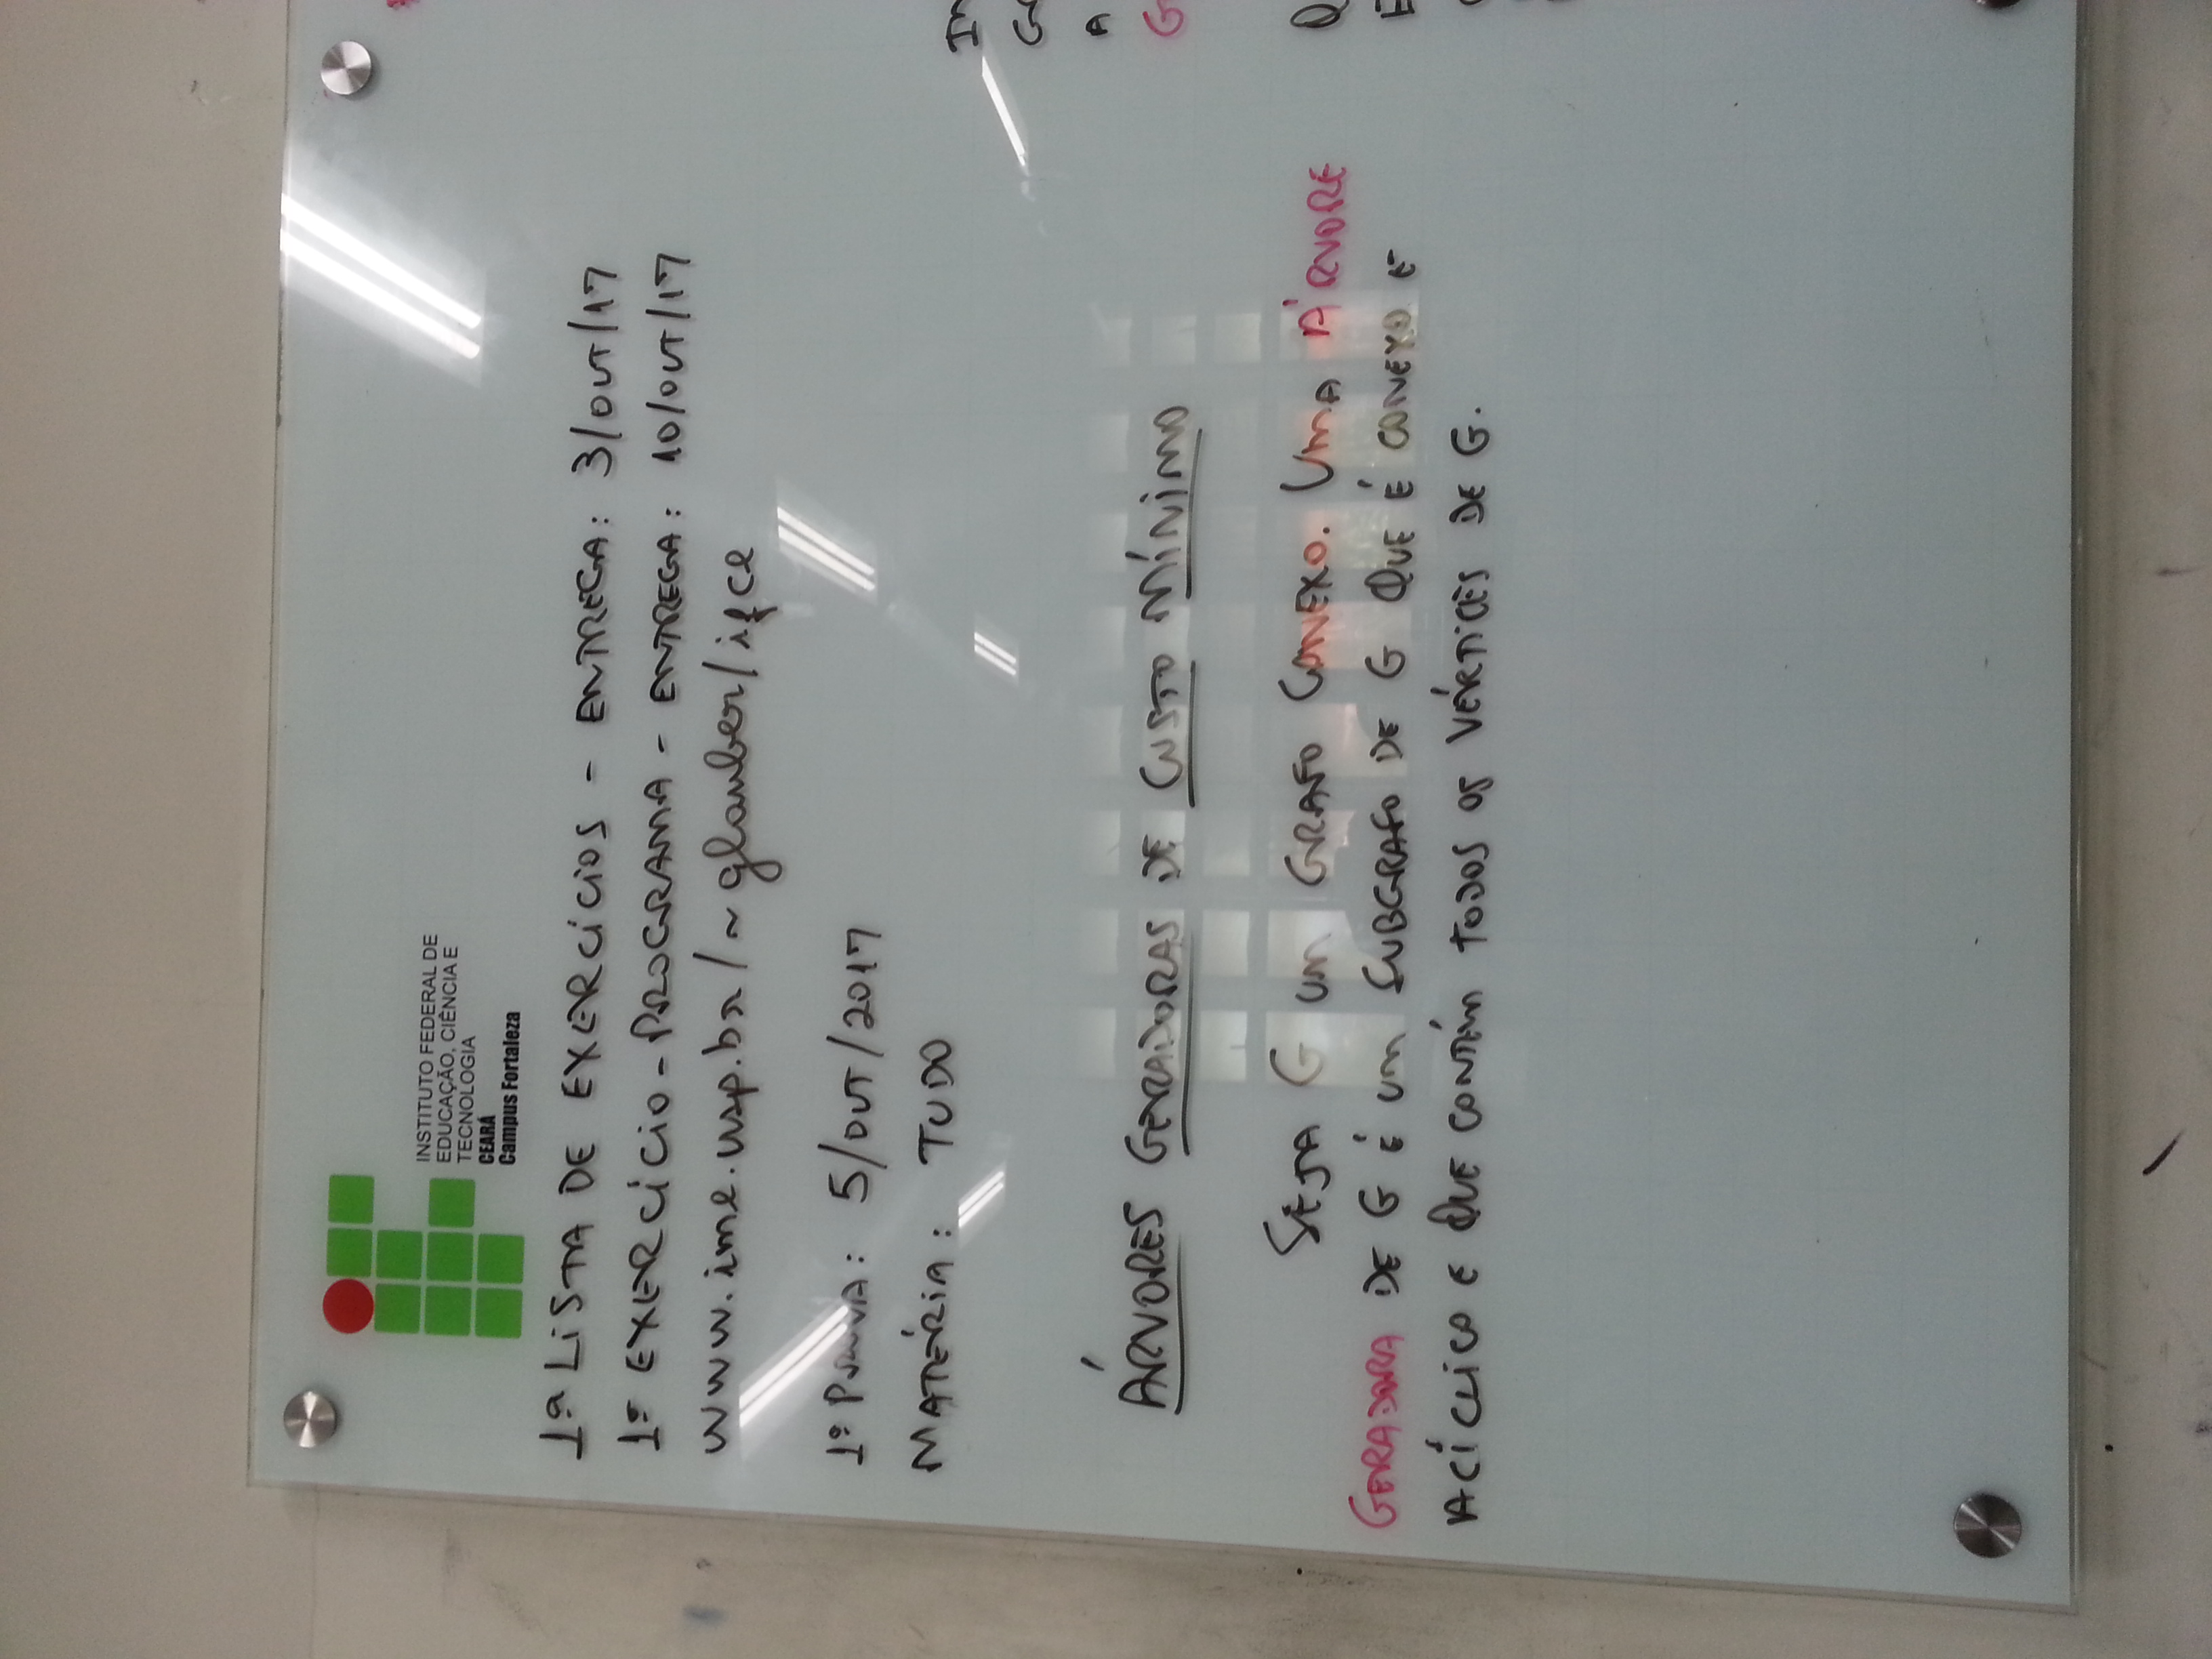 INSTITUTO FEDERAL DE
EDUCAÇÃO, CIÊNCIA E
TECNOLOGIA
CEARÁ
Campus Fortaleza
1ª LISTA DE EXERCÍCIOS - ENTREGA: 3/OUT/17
1º EXERCÍCIO-PROGRAMA - ENTREGA: 10/OUT/17
www.ime.usp.br/~glauber/ifce
1ª PROVA: 5/OUT/2017
MATÉRIA: TUDO
ÁRVORES GERADORAS DE CUSTO MÍNIMO
SEJA G UM GRAFO CONEXO. UMA ÁRVORE
GERADORA DE G É UM SUBGRAFO DE G QUE É CONEXO E
ACÍCLICO E QUE CONTÉM TODOS OS VÉRTICES DE G.